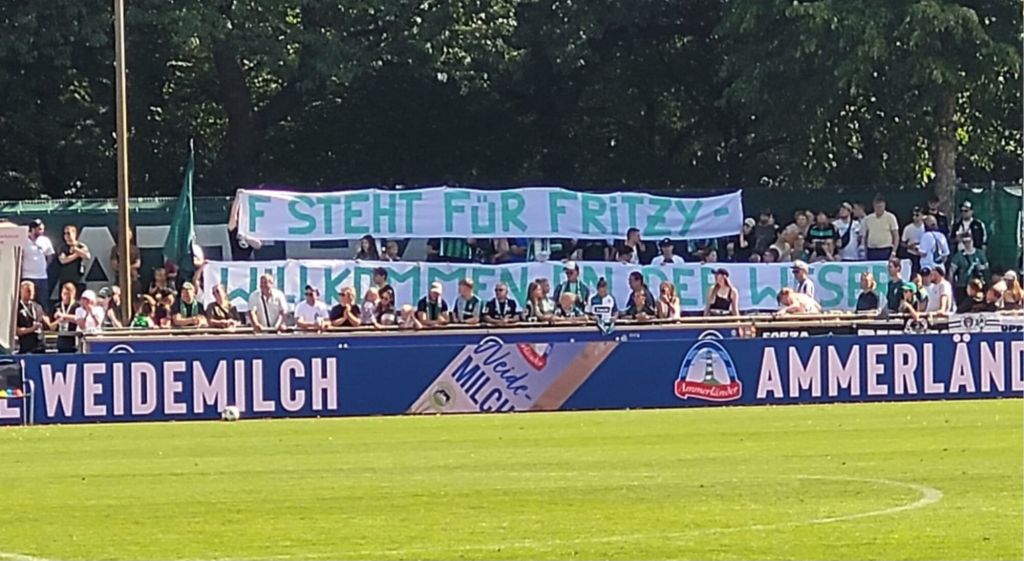 F STEHT FÜR FRiTZY -
WILLKOMMEN AN DER WESER
WEIDEMILCH
Weide-
MILCH
Ammerländer
AMMERLÄND
FORZA